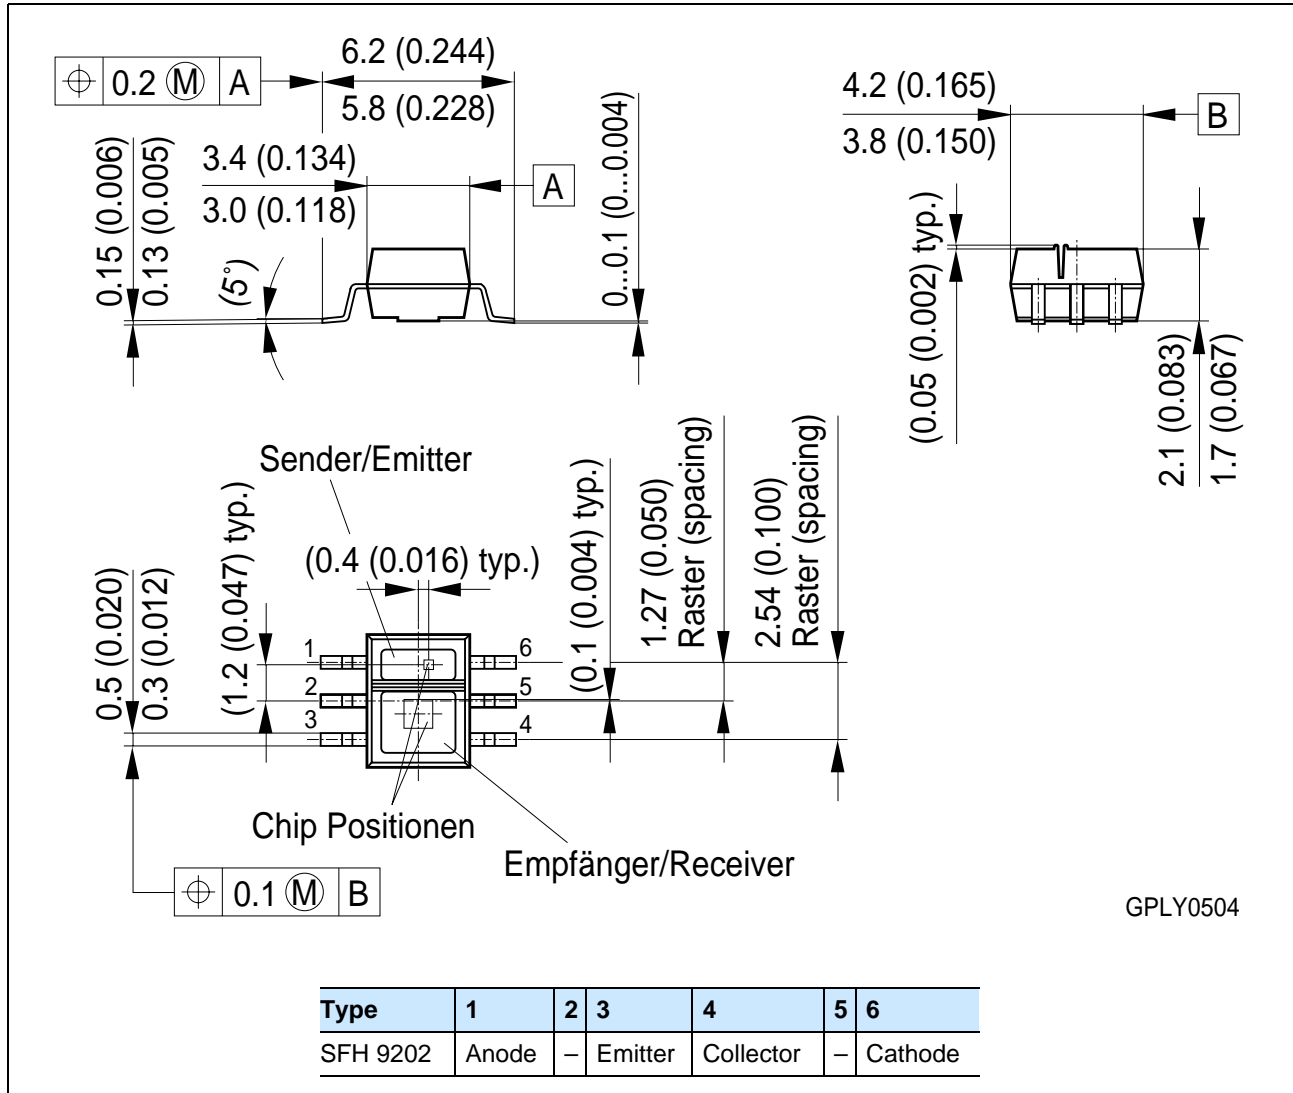 6.2 (0.244)
5.8 (0.228)
0.2 M A
3.4 (0.134)
3.0 (0.118)
A
0.15 (0.006)
0.13 (0.005)
(5°)
0...0.1 (0...0.004)
4.2 (0.165)
3.8 (0.150)
B
(0.05 (0.002) typ.)
2.1 (0.083)
1.7 (0.067)
Sender/Emitter
(0.4 (0.016) typ.)
0.5 (0.020)
0.3 (0.012)
(1.2 (0.047) typ.)
(0.1 (0.004) typ.)
1.27 (0.050)
Raster (spacing)
2.54 (0.100)
Raster (spacing)
1
2
3
6
5
4
Chip Positionen
Empfänger/Receiver
0.1 M B
GPLY0504
Type 1 2 3 4 5 6
SFH 9202 Anode – Emitter Collector – Cathode